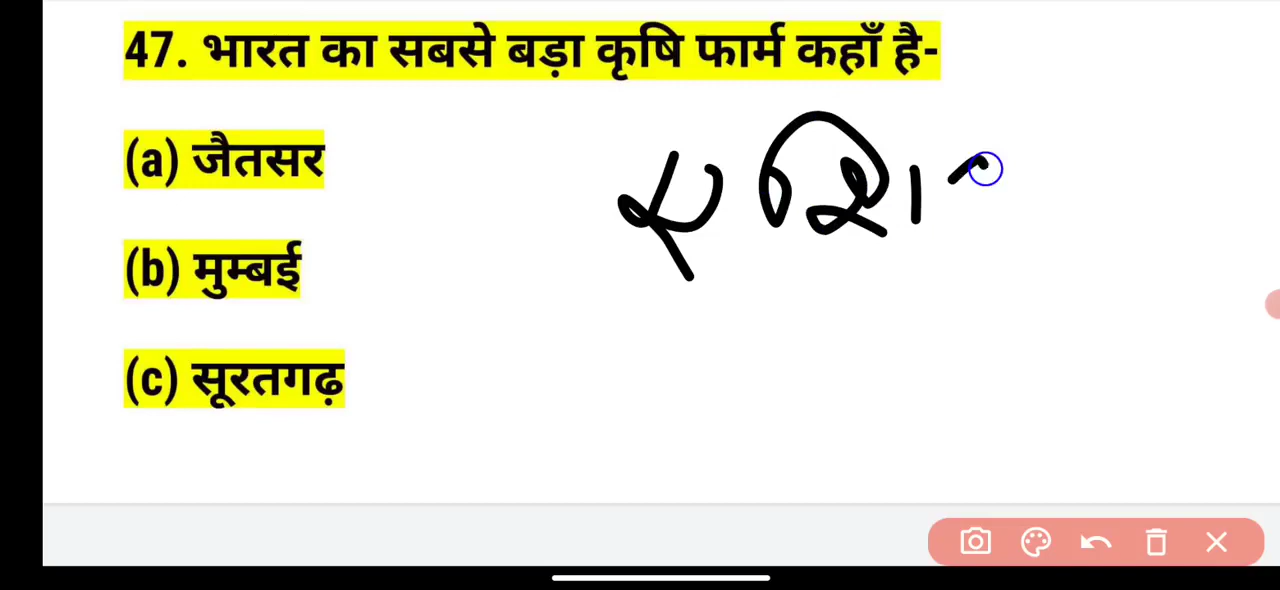 47. भारत का सबसे बड़ा कृषि फार्म कहाँ है-
(a) जैतसर
(b) मुम्बई
(c) सूरतगढ़